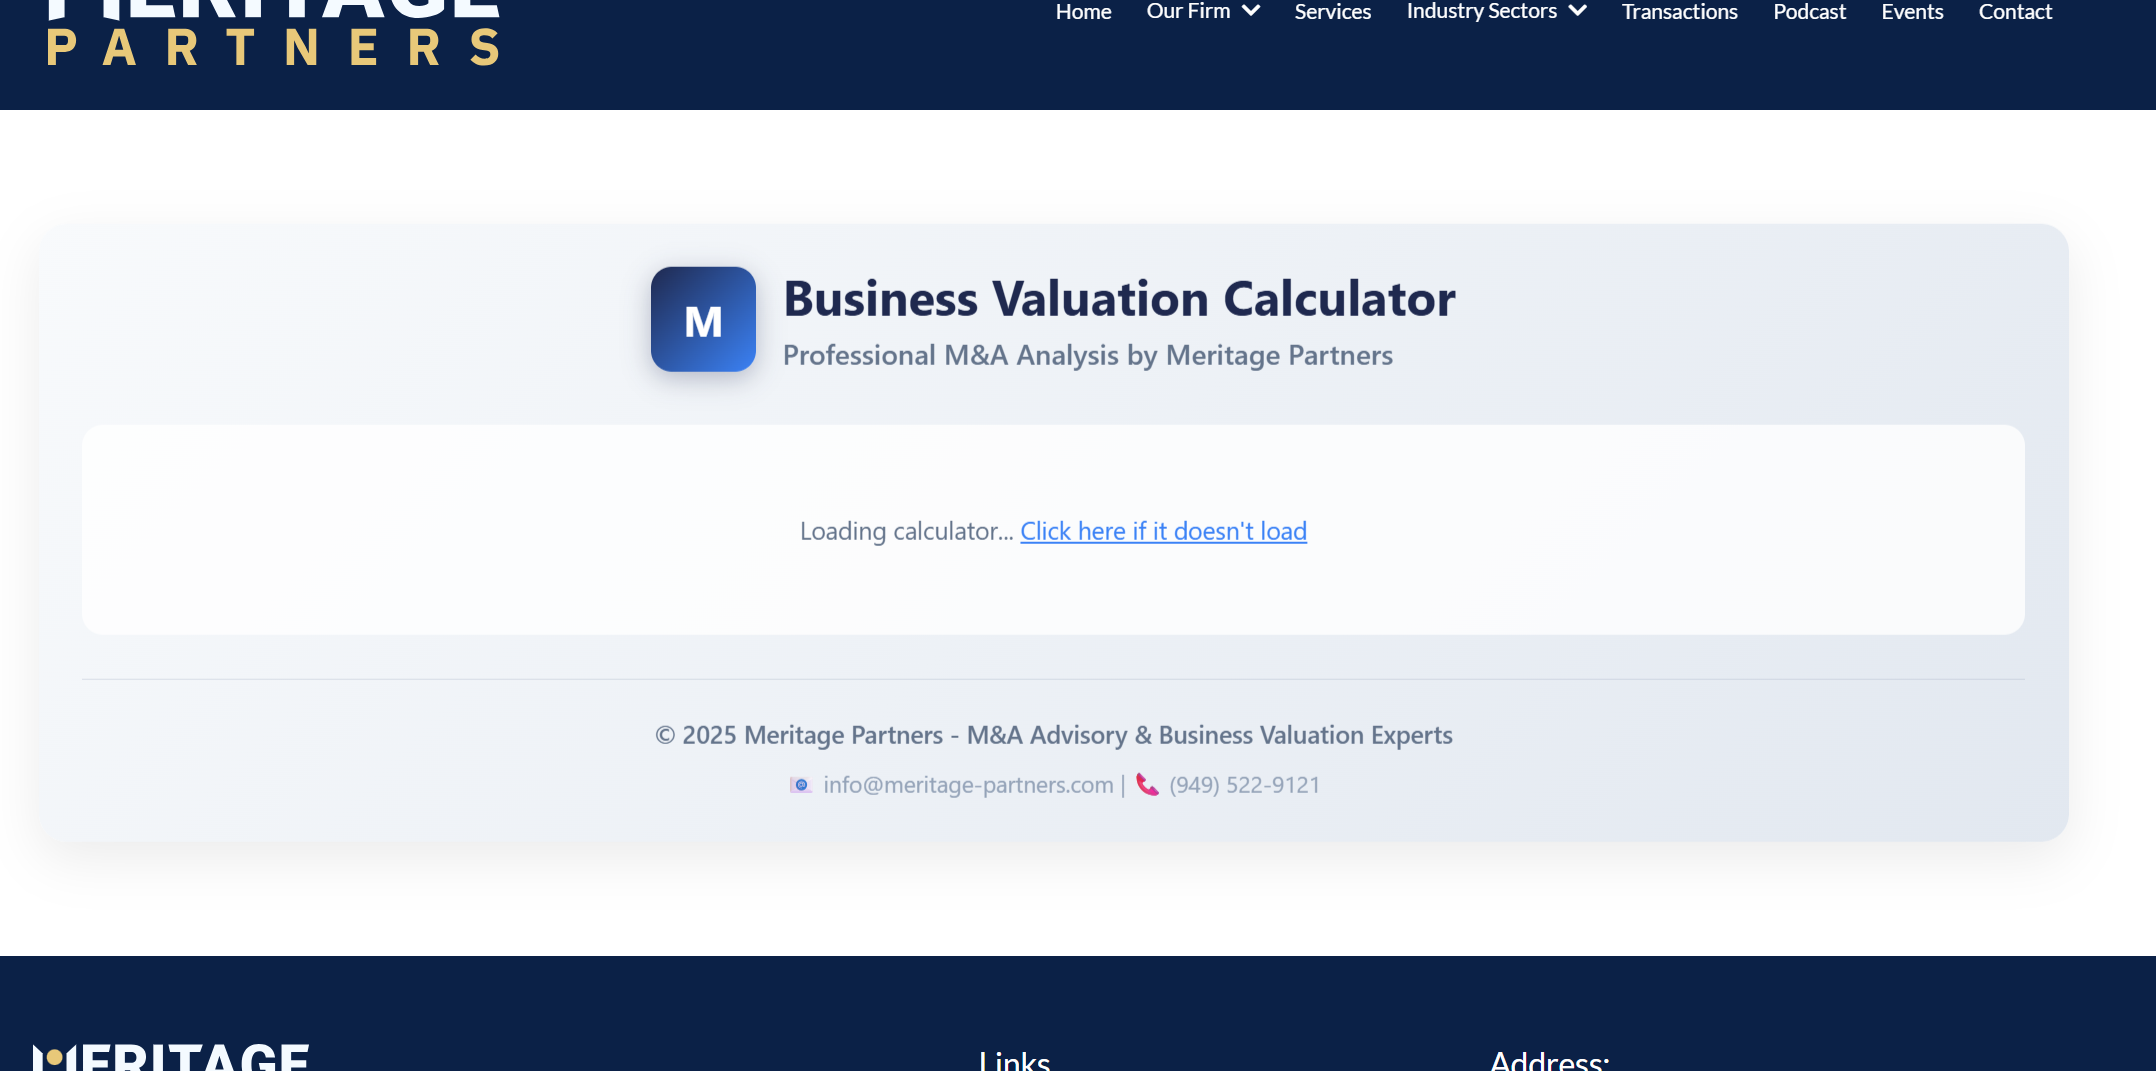 MERITAGE
PARTNERS
Home Our Firm Services Industry Sectors Transactions Podcast Events Contact
M
Business Valuation Calculator
Professional M&A Analysis by Meritage Partners
Loading calculator... Click here if it doesn't load
© 2025 Meritage Partners - M&A Advisory & Business Valuation Experts
info@meritage-partners.com | (949) 522-9121
MERITAGE
Links
Address: